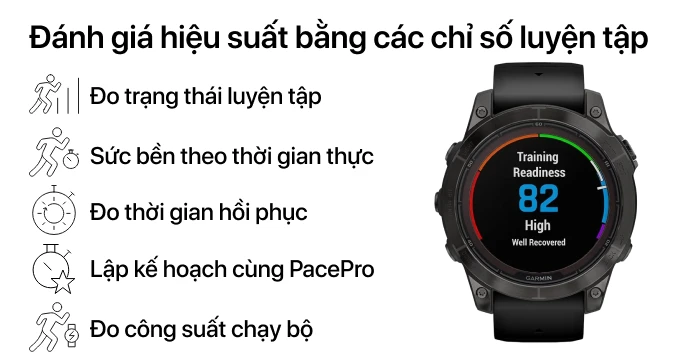 Đánh giá hiệu suất bằng các chỉ số luyện tập
Đo trạng thái luyện tập
Sức bền theo thời gian thực
Đo thời gian hồi phục
Lập kế hoạch cùng PacePro
Đo công suất chạy bộ
Training
Readiness
82
High
Well Recovered
GARMIN